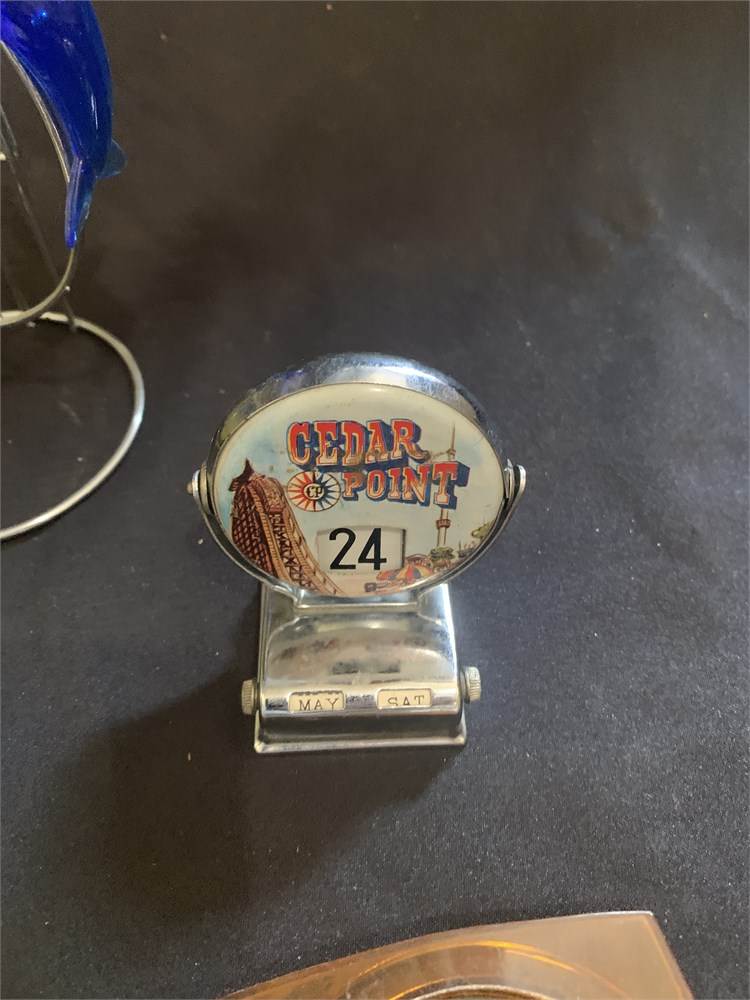 CEDAR
POINT
CP
24
MAY SAT